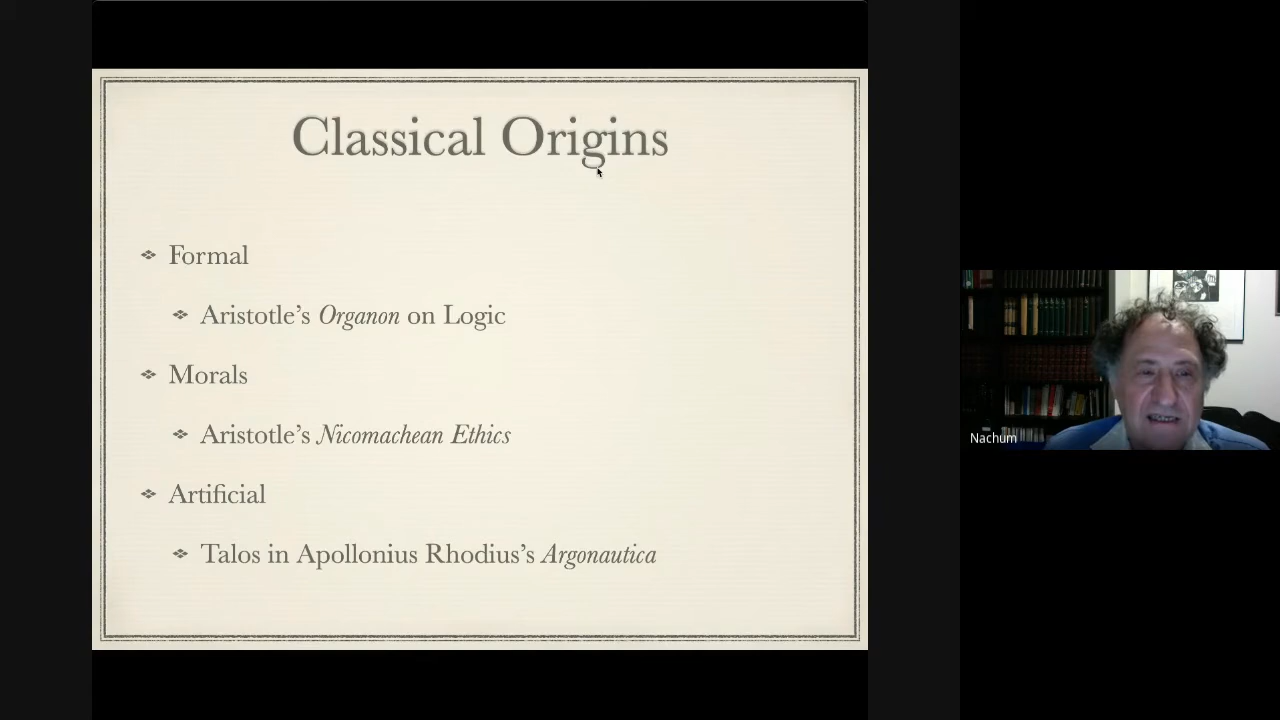 Classical Origins
Formal
Aristotle’s Organon on Logic
Morals
Aristotle’s Nicomachean Ethics
Artificial
Talos in Apollonius Rhodius’s Argonautica
Nachum